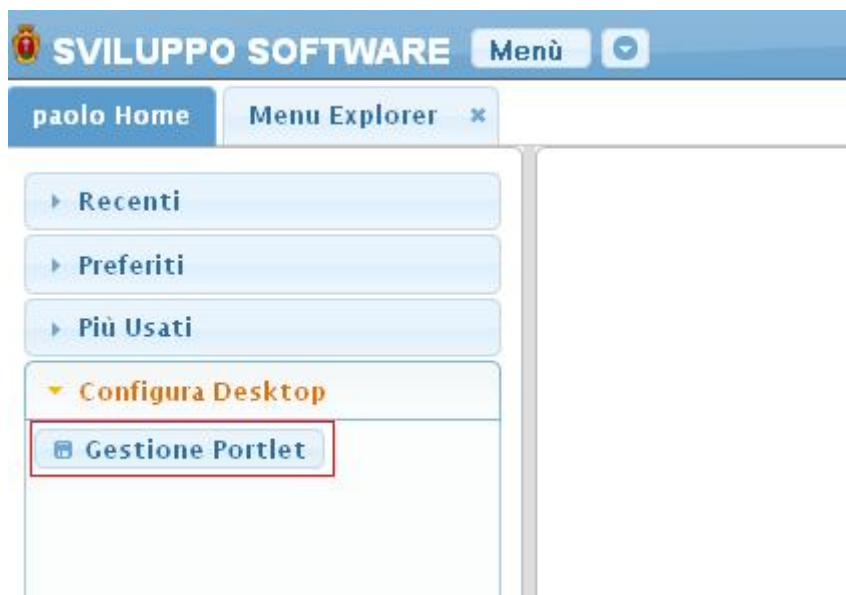 SVILUPPO SOFTWARE Menù
paolo Home Menu Explorer
Recenti
Preferiti
Più Usati
Configura Desktop
Gestione Portlet